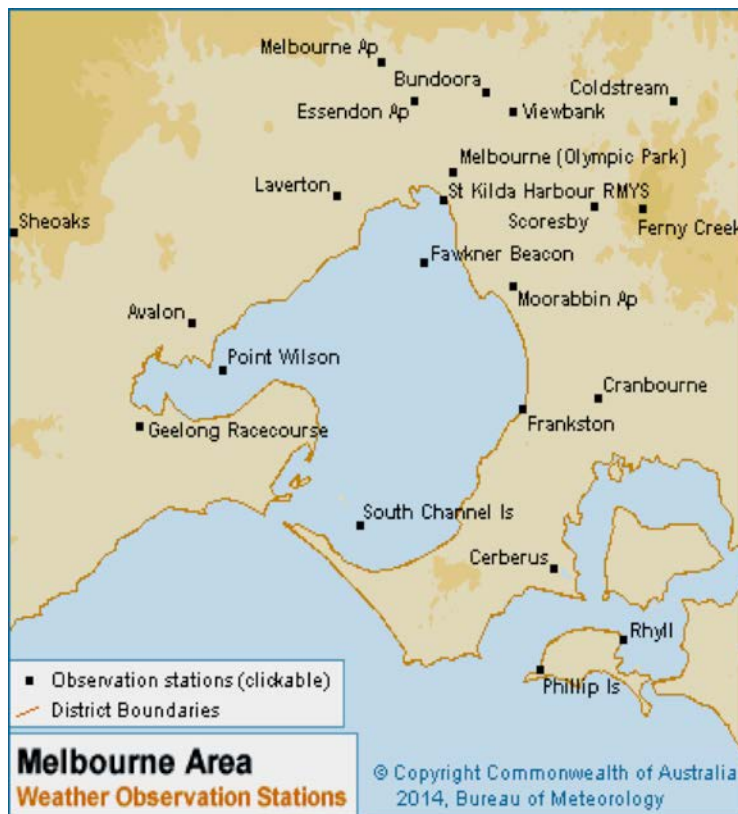 Melbourne Ap
Bundoora
Coldstream
Essendon Ap
Viewbank
Melbourne (Olympic Park)
Laverton
St Kilda Harbour RMYS
Scoresby
Sheoaks
Ferny Creek
Fawkner Beacon
Moorabbin Ap
Avalon
Point Wilson
Cranbourne
Geelong Racecourse
Frankston
South Channel Is
Cerberus
Rhyll
Phillip Is
Observation stations (clickable)
District Boundaries
Melbourne Area
Weather Observation Stations
© Copyright Commonwealth of Australia
2014, Bureau of Meteorology